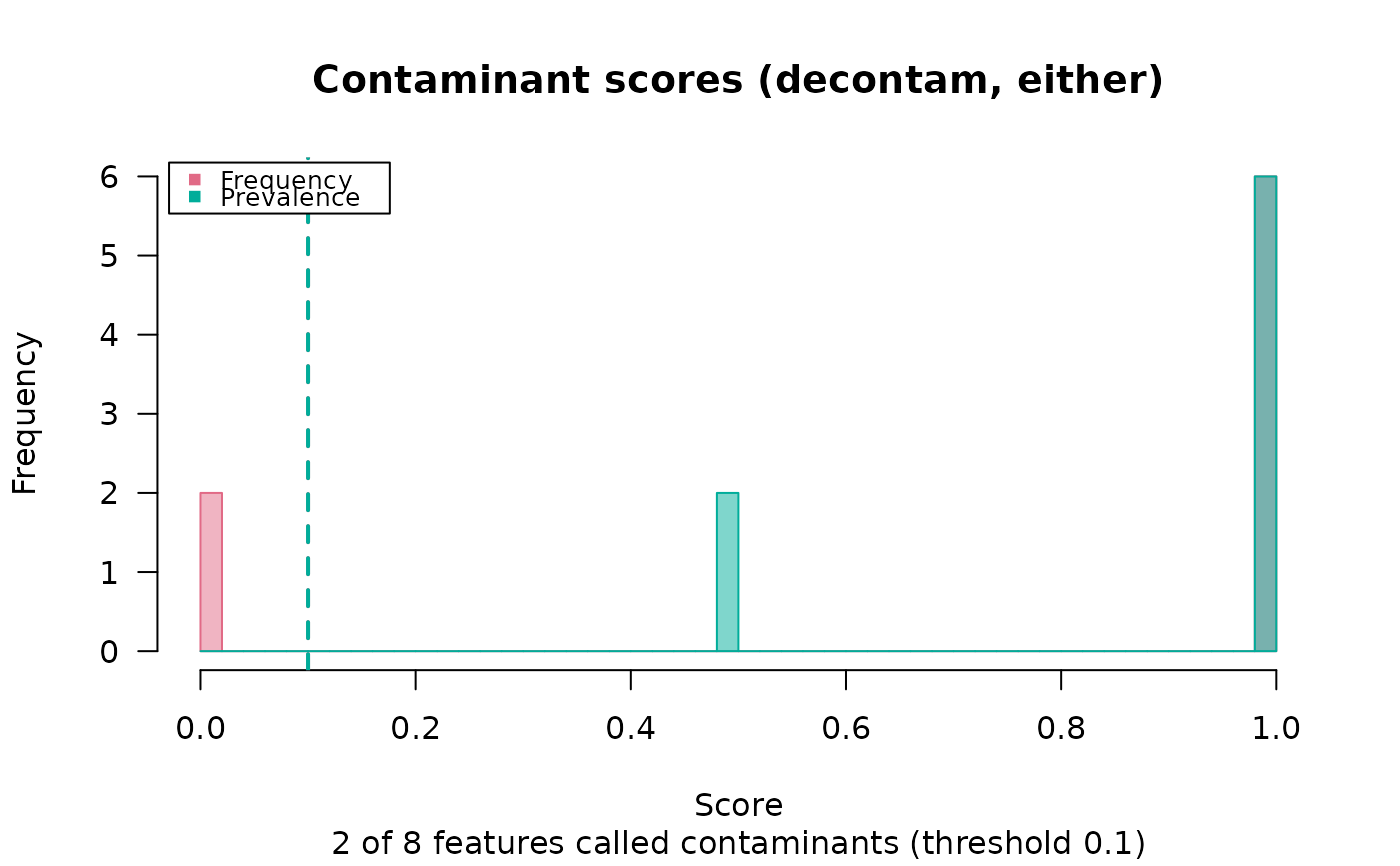 Contaminant scores (decontam, either)
Frequency
Prevalence
6
5
4
3
2
1
0
Frequency
0.0 0.2 0.4 0.6 0.8 1.0
Score
2 of 8 features called contaminants (threshold 0.1)